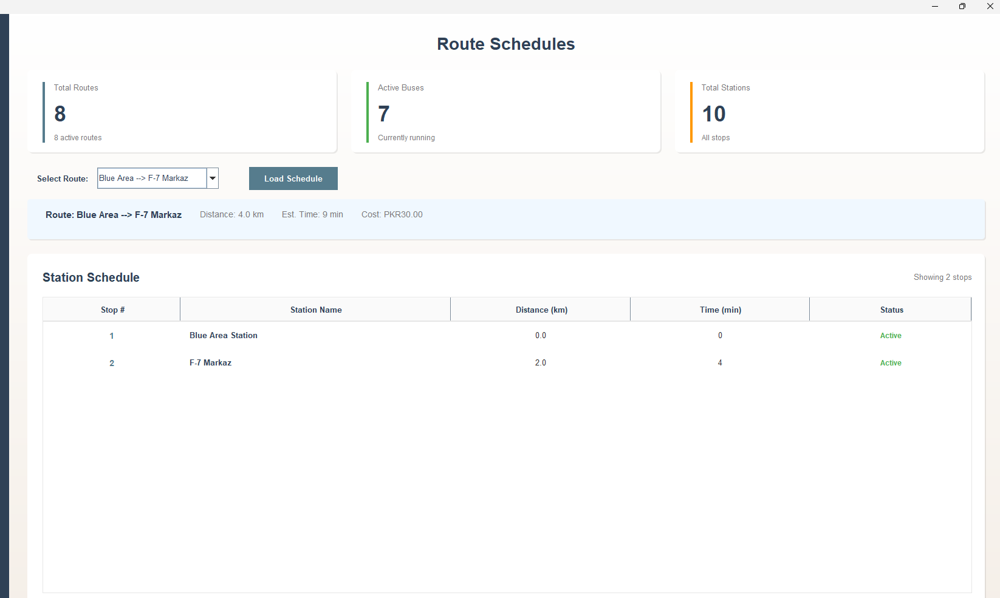 Route Schedules
Total Routes
8
8 active routes
Active Buses
7
Currently running
Total Stations
10
All stops
Select Route: Blue Area --> F-7 Markaz Load Schedule
Route: Blue Area --> F-7 Markaz Distance: 4.0 km Est. Time: 9 min Cost: PKR30.00
Station Schedule Showing 2 stops
Stop # Station Name Distance (km) Time (min) Status
1 Blue Area Station 0.0 0 Active
2 F-7 Markaz 2.0 4 Active